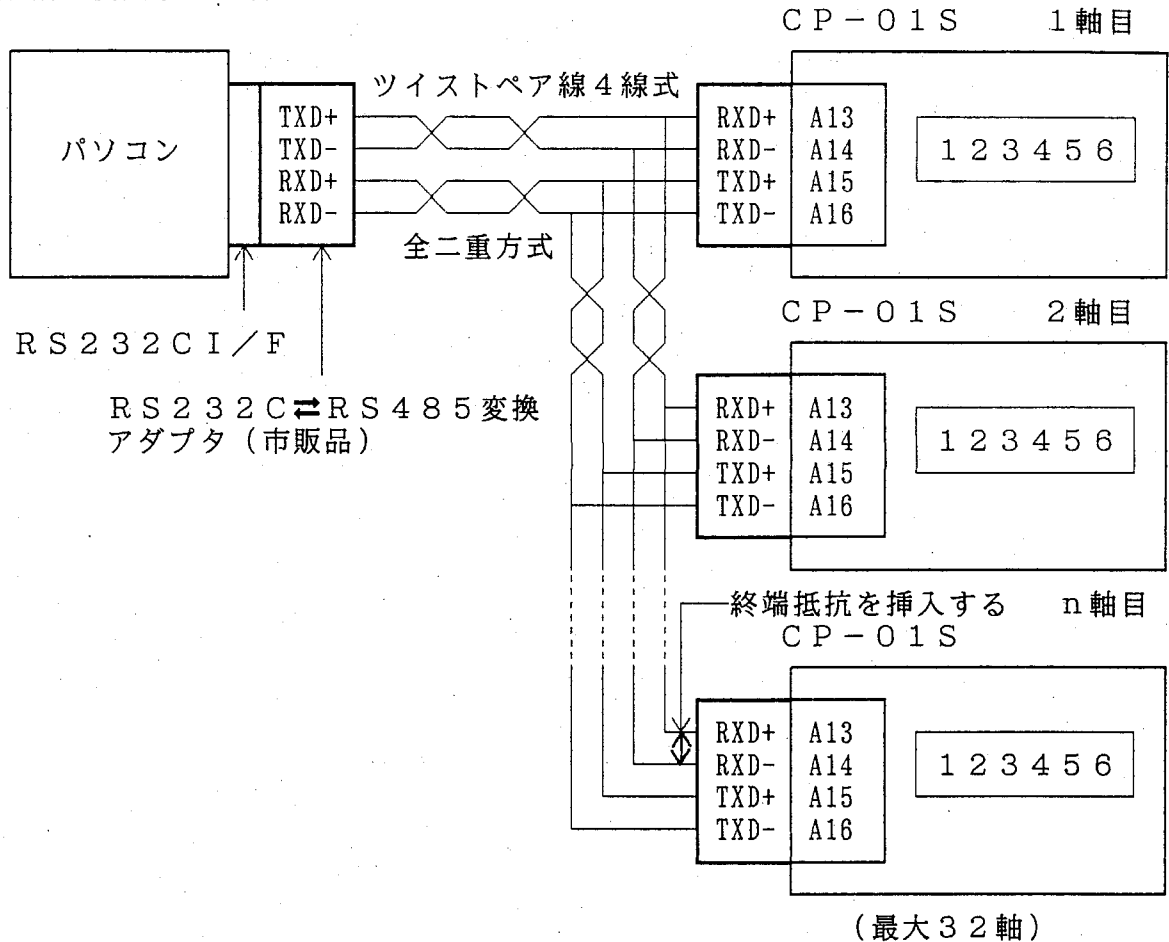 CP-01S 1軸目
ツイストペア線4線式
パソコン
TXD+
TXD-
RXD+
RXD-
RXD+ A13
RXD- A14
TXD+ A15
TXD- A16
123456
全二重方式
RS232CI/F
RS232C⇄RS485変換
アダプタ(市販品)
CP-01S 2軸目
RXD+ A13
RXD- A14
TXD+ A15
TXD- A16
123456
終端抵抗を挿入する n軸目
CP-01S
RXD+ A13
RXD- A14
TXD+ A15
TXD- A16
123456
(最大32軸)